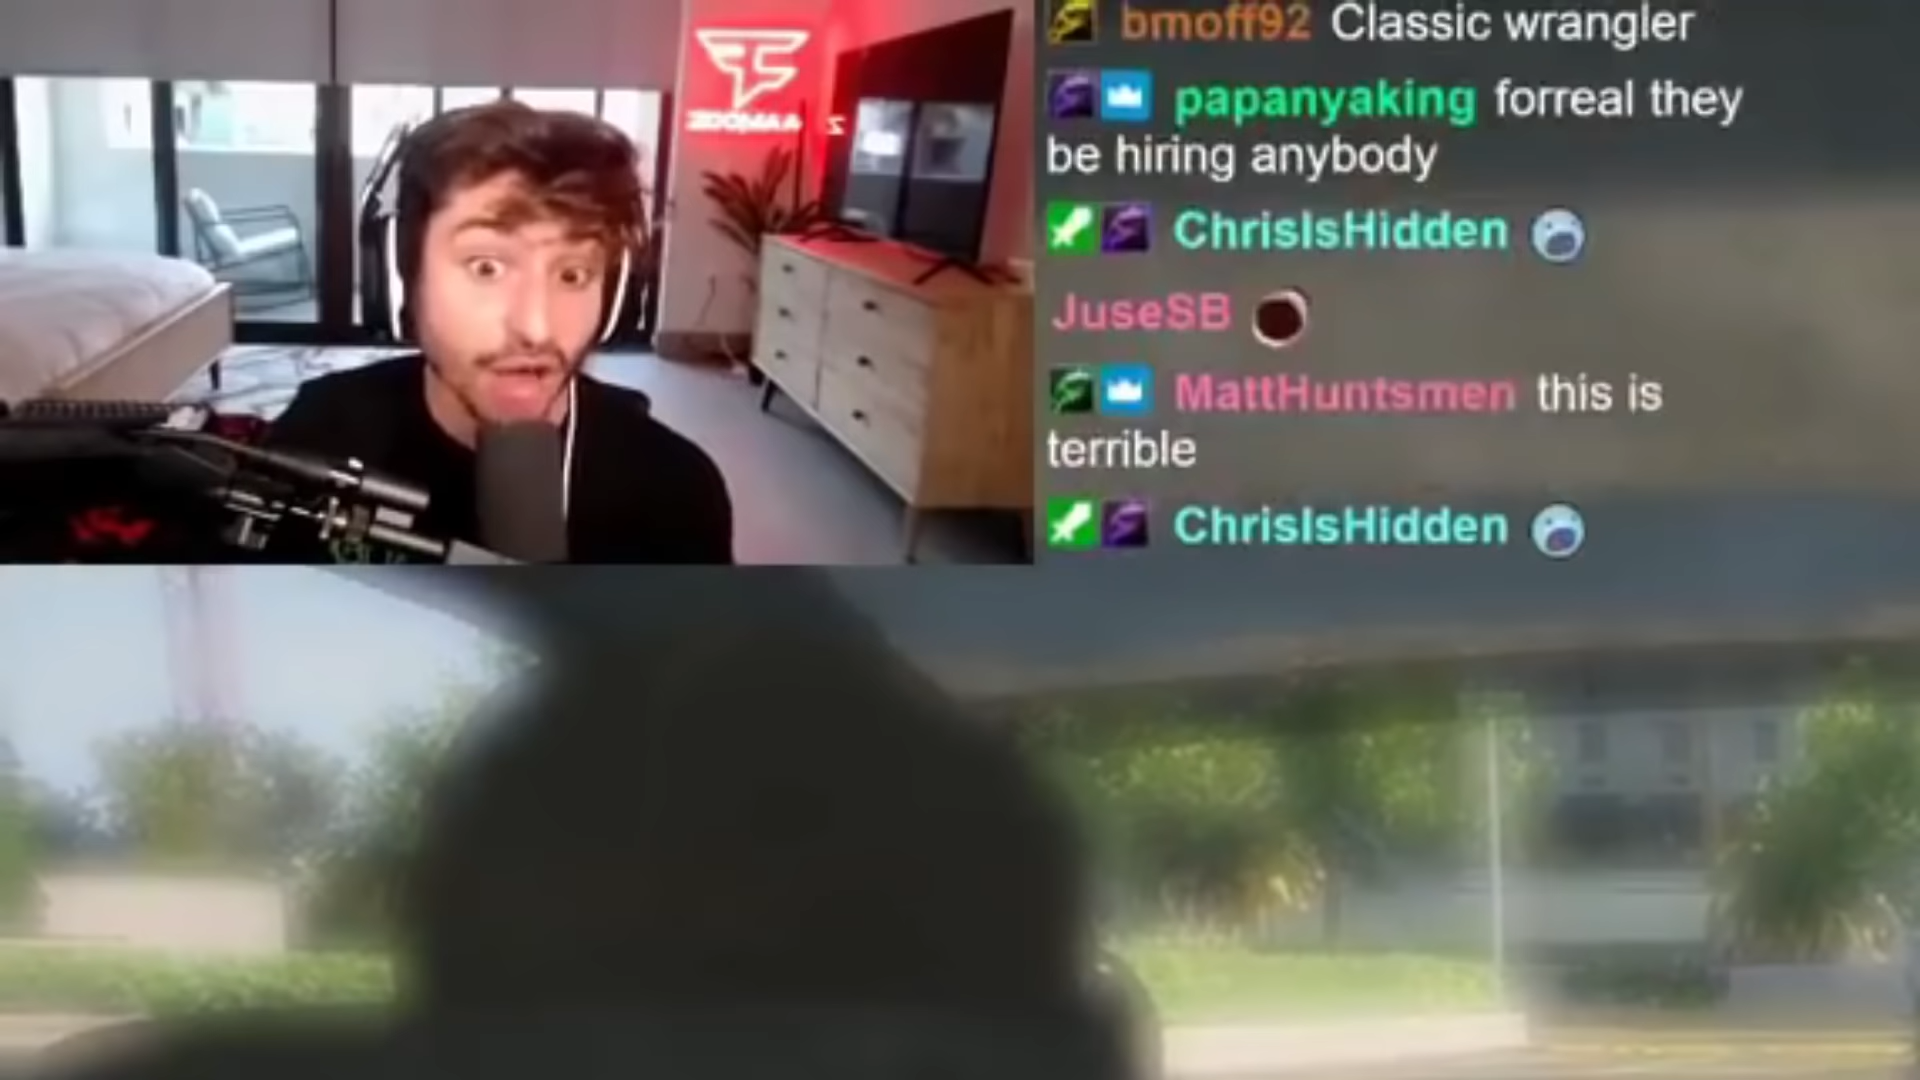 bmoff92 Classic wrangler
papanyaking forreal they
be hiring anybody
ChrisIsHidden
JuseSB
MattHuntsmen this is
terrible
ChrisIsHidden